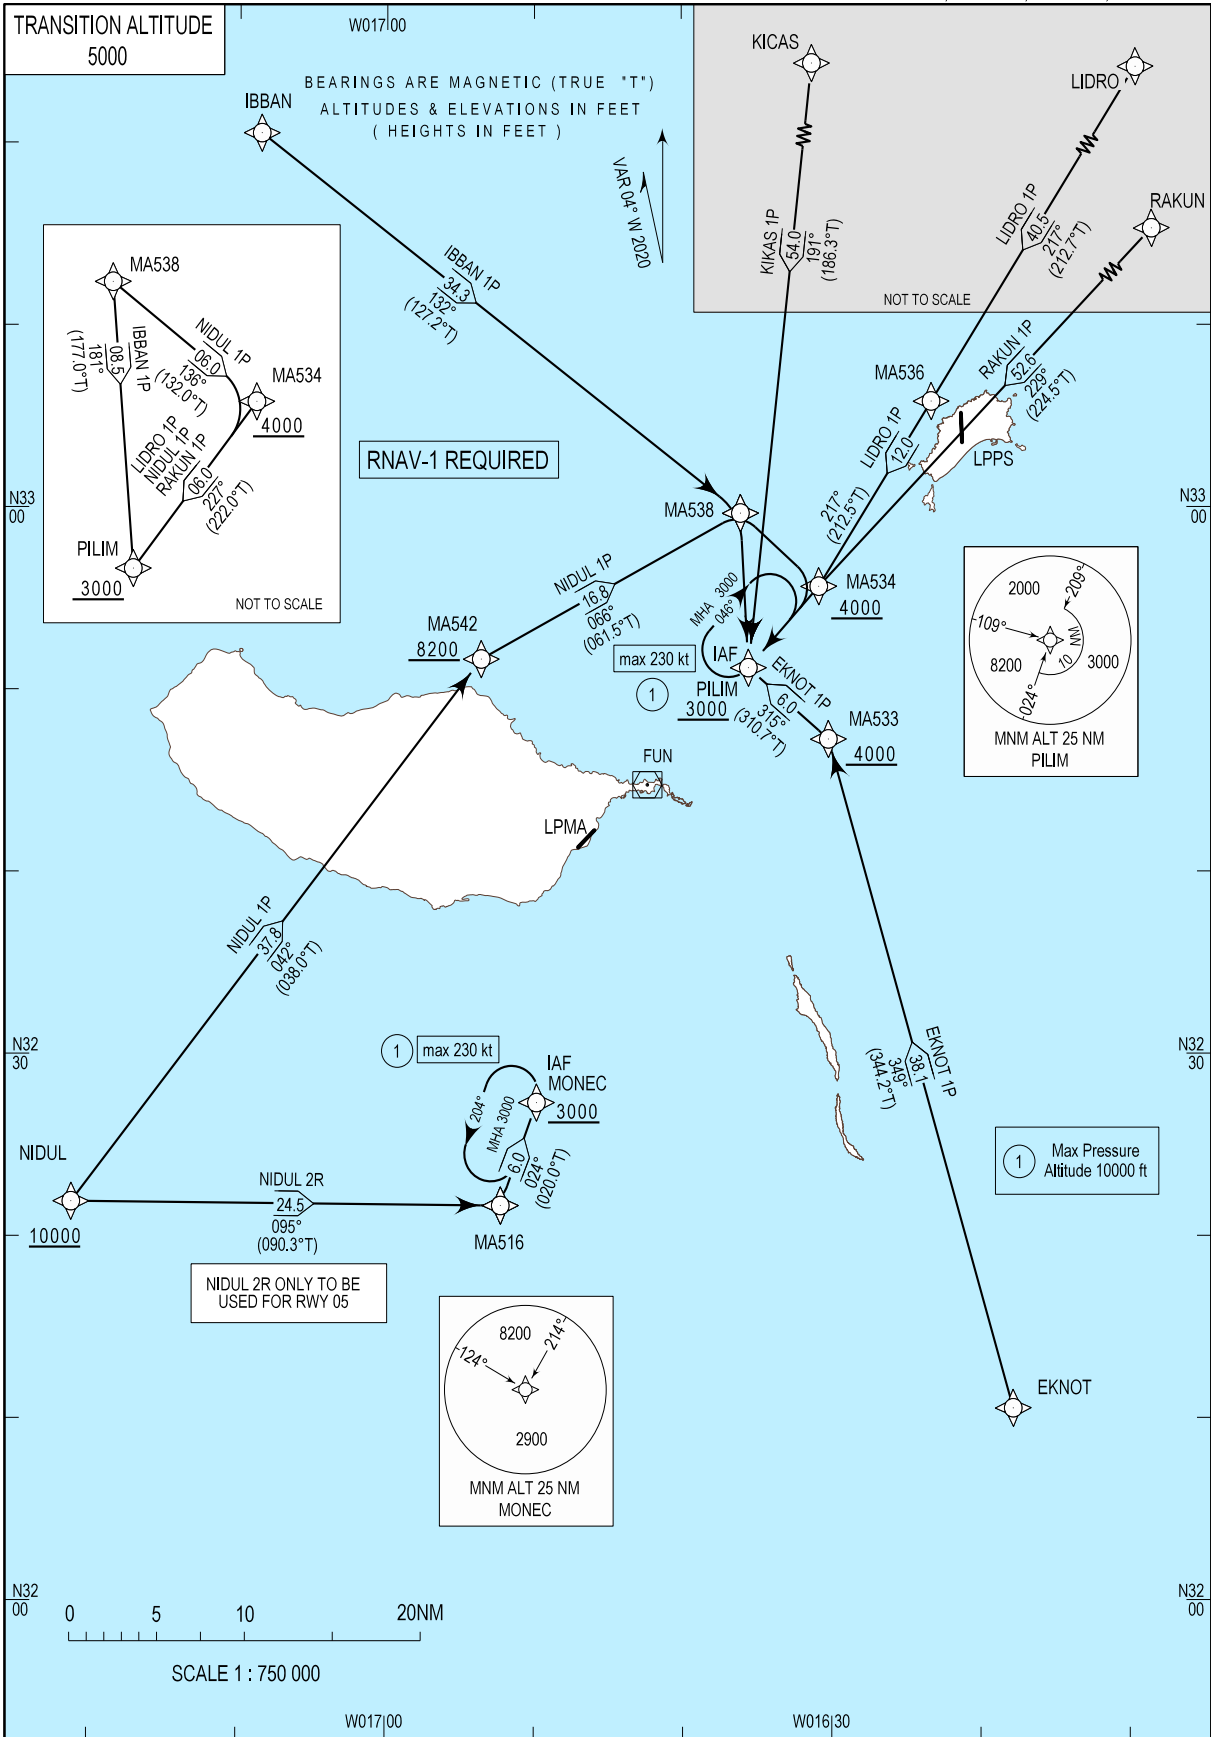 TRANSITION ALTITUDE
5000
W017 00
BEARINGS ARE MAGNETIC (TRUE "T")
ALTITUDES & ELEVATIONS IN FEET
( HEIGHTS IN FEET )
VAR 04° W 2020
IBBAN
KICAS
LIDRO
RAKUN
KIKAS 1P
54.0
191°
(186.3°T)
LIDRO 1P
40.5
217°
(212.7°T)
NOT TO SCALE
IBBAN 1P
34.3
132°
(127.2°T)
RAKUN 1P
52.6
229°
(224.5°T)
MA538
NIDUL 1P
06.0
136°
(132.0°T)
IBBAN 1P
08.5
181°
(177.0°T)
MA534
4000
LIDRO 1P
NIDUL 1P
RAKUN 1P
06.0
227°
(222.0°T)
PILIM
3000
NOT TO SCALE
RNAV-1 REQUIRED
MA536
LIDRO 1P
12.0
217°
(212.5°T)
LPPS
N33
00
N33
00
MA538
MA534
4000
NIDUL 1P
16.8
066°
(061.5°T)
MHA 3000
046°
MA542
8200
max 230 kt
1
IAF
PILIM
3000
EKNOT 1P
6.0
315°
(310.7°T)
MA533
4000
2000
209°
109°
8200
10
NM
3000
024°
MNM ALT 25 NM
PILIM
FUN
LPMA
NIDUL 1P
37.8
042°
(038.0°T)
N32
30
N32
30
1
max 230 kt
IAF
MONEC
3000
204°
MHA 3000
6.0
024°
(020.0°T)
EKNOT 1P
38.1
349°
(344.2°T)
1
Max Pressure
Altitude 10000 ft
NIDUL
10000
NIDUL 2R
24.5
095°
(090.3°T)
MA516
NIDUL 2R ONLY TO BE
USED FOR RWY 05
8200
214°
124°
2900
MNM ALT 25 NM
MONEC
EKNOT
N32
00
N32
00
0 5 10 20NM
SCALE 1 : 750 000
W017 00
W016 30